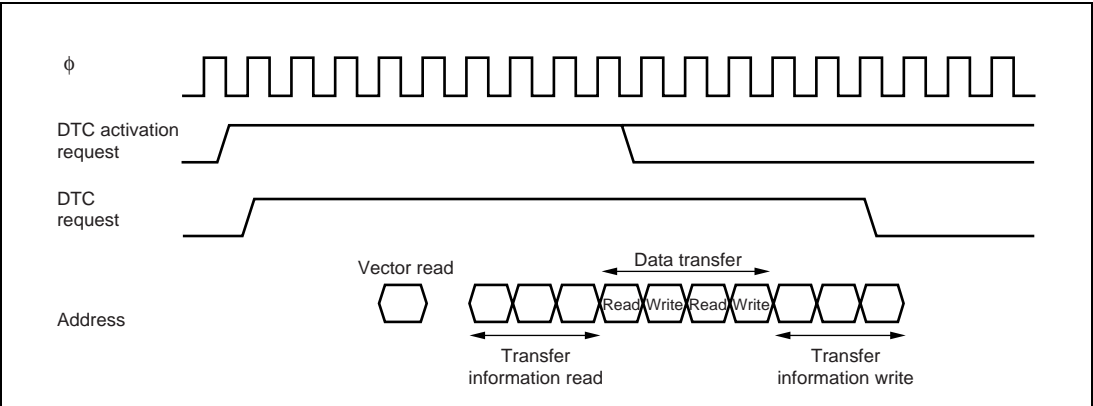 ϕ
DTC activation
request
DTC
request
Vector read
Data transfer
Read Write Read Write
Address
Transfer
information read
Transfer
information write